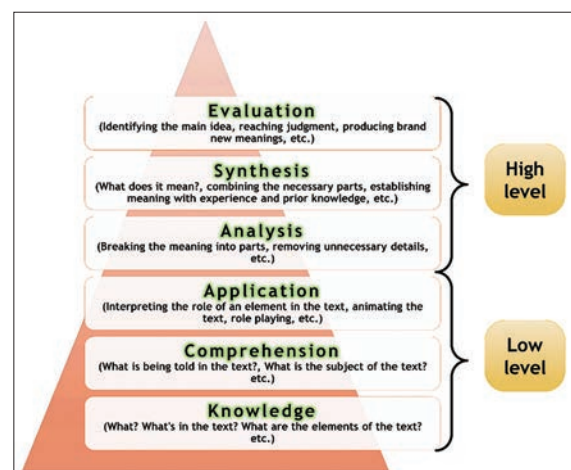 Evaluation
(Identifying the main idea, reaching judgment, producing brand
new meanings, etc.)
Synthesis
(What does it mean?, combining the necessary parts, establishing
meaning with experience and prior knowledge, etc.)
Analysis
(Breaking the meaning into parts, removing unnecessary details,
etc.)
High
level
Application
(Interpreting the role of an element in the text, animating the
text, role playing, etc.)
Comprehension
(What is being told in the text?, What is the subject of the text?
etc.)
Knowledge
(What? What's in the text? What are the elements of the text?
etc.)
Low
level